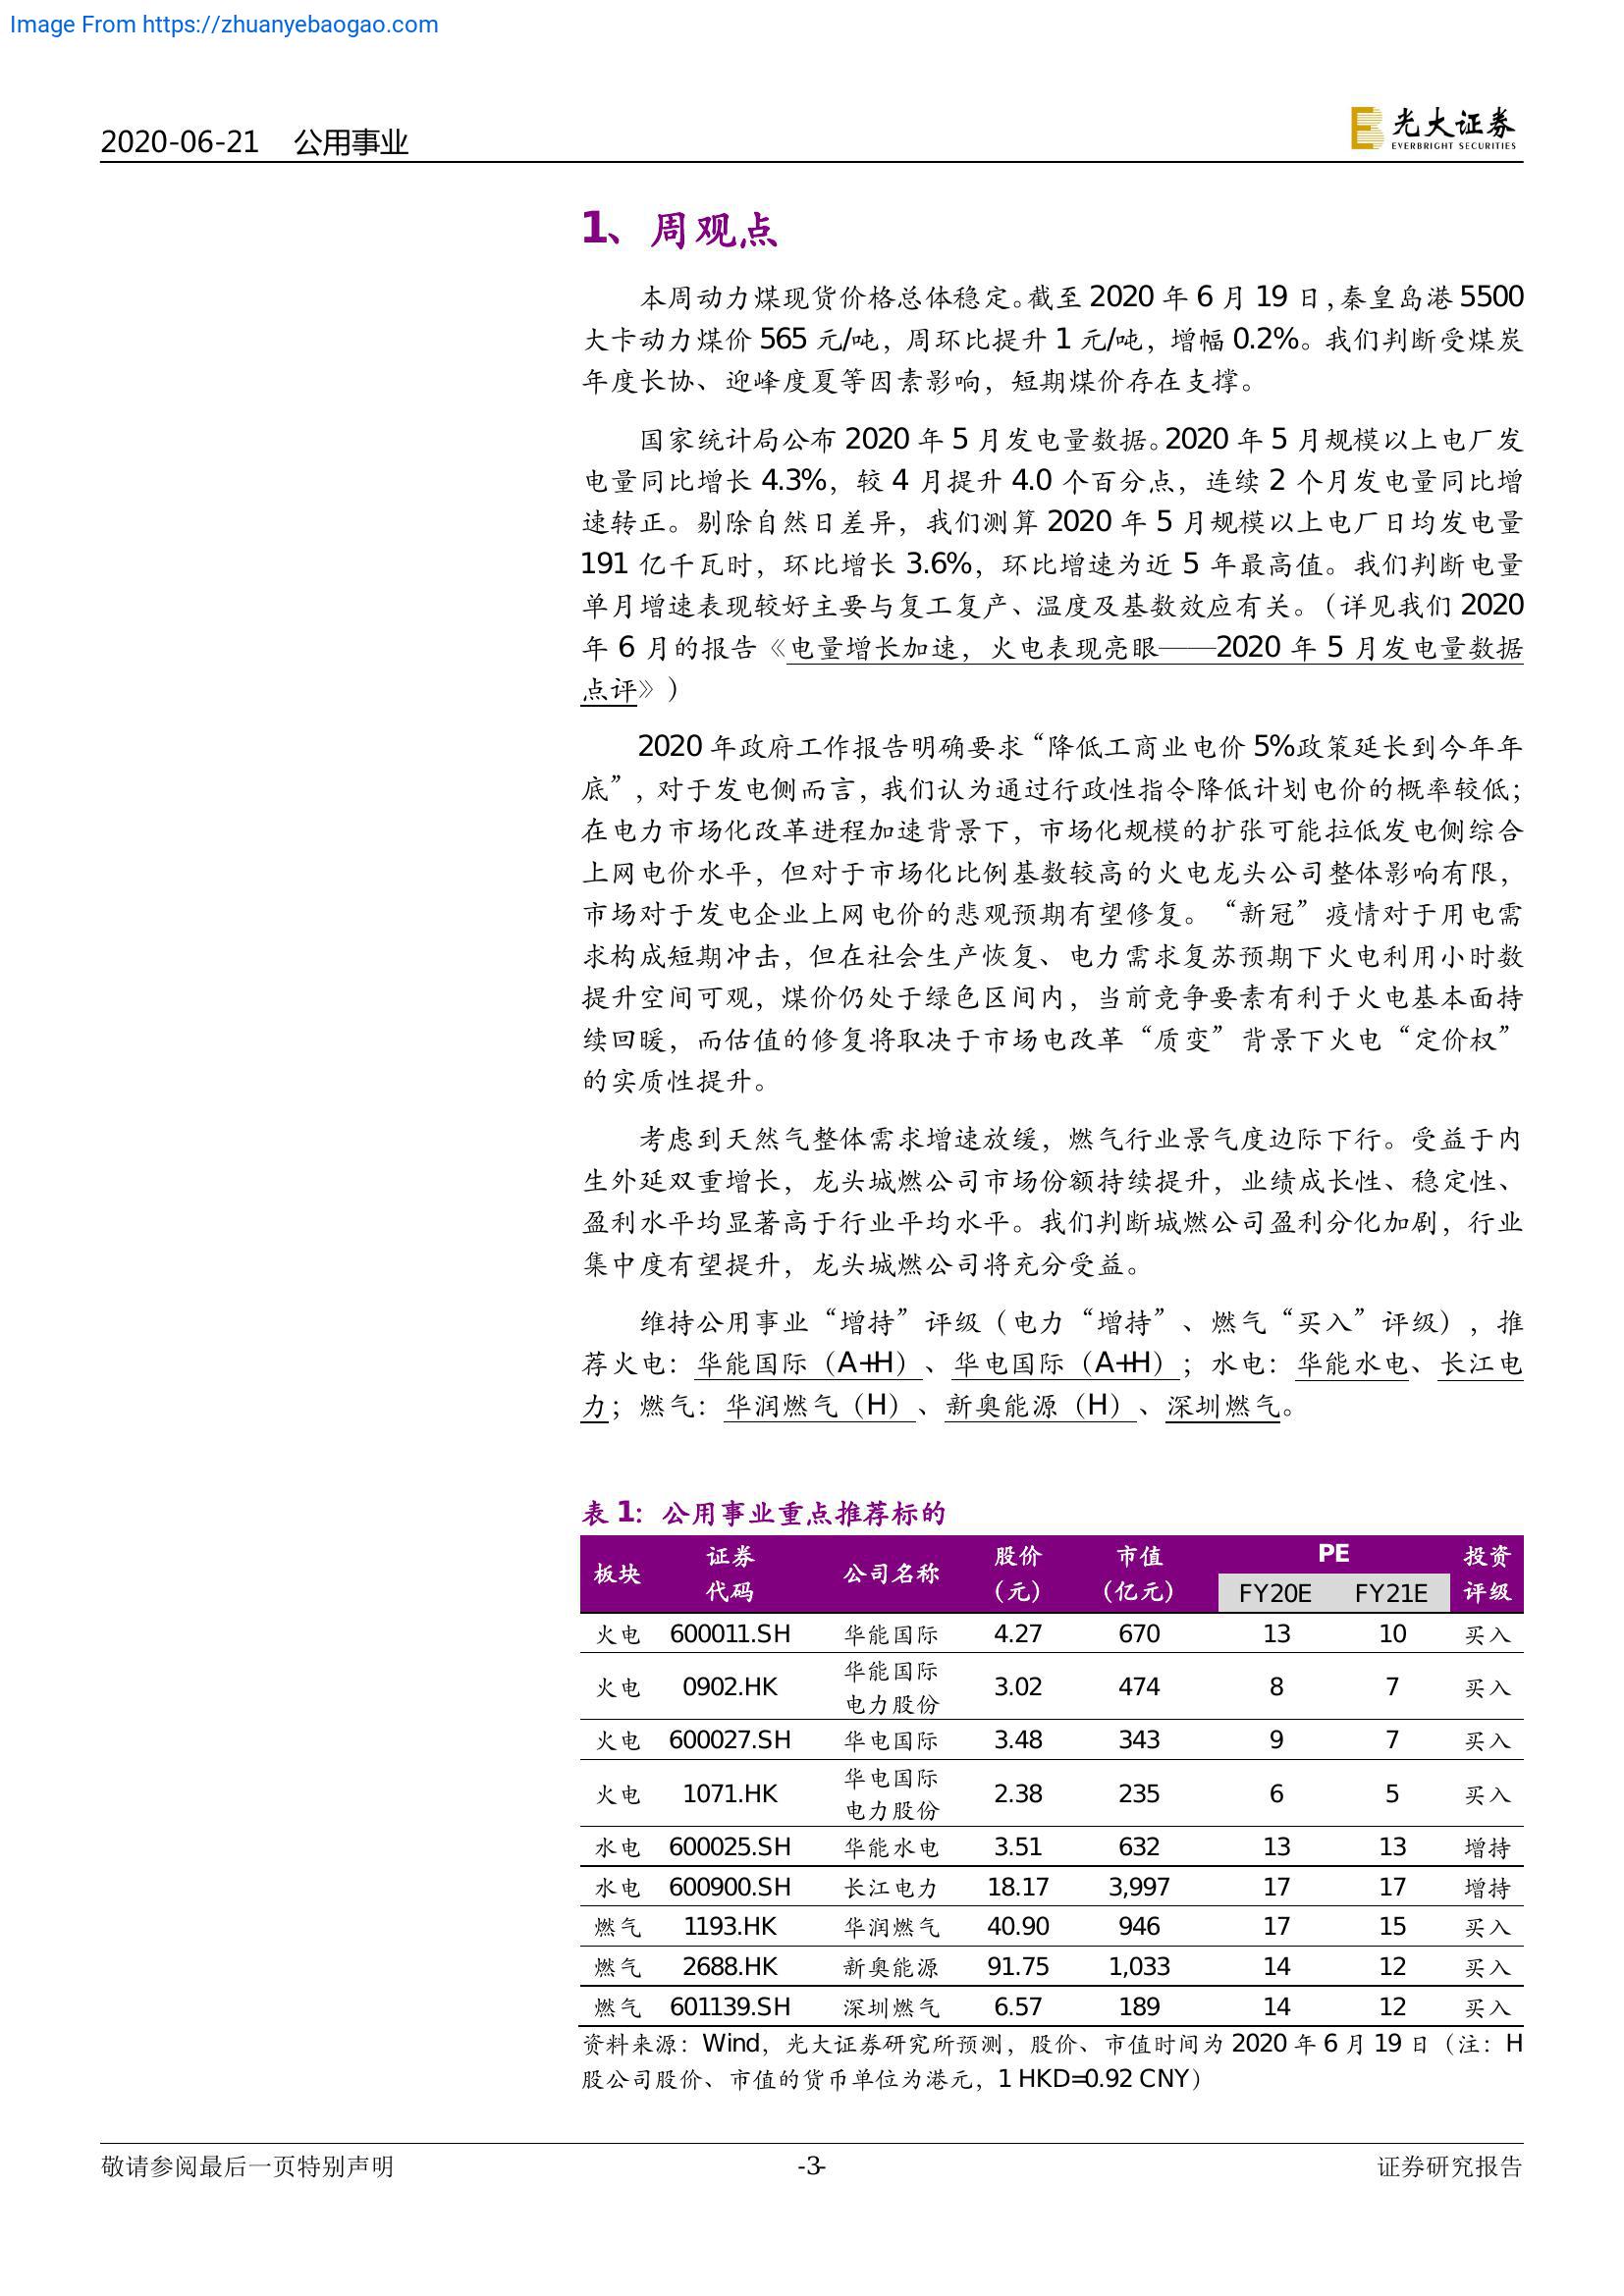 Image From https://zhuanyebaogao.com
2020-06-21 公用事业
光大证券
EVERBRIGHT SECURITIES
1、周观点
本周动力煤现货价格总体稳定。截至 2020 年 6 月 19 日，秦皇岛港 5500
大卡动力煤价 565 元/吨，周环比提升 1 元/吨，增幅 0.2%。我们判断受煤炭
年度长协、迎峰度夏等因素影响，短期煤价存在支撑。
国家统计局公布 2020 年 5 月发电量数据。2020 年 5 月规模以上电厂发
电量同比增长 4.3%，较 4 月提升 4.0 个百分点，连续 2 个月发电量同比增
速转正。剔除自然日差异，我们测算 2020 年 5 月规模以上电厂日均发电量
191 亿千瓦时，环比增长 3.6%，环比增速为近 5 年最高值。我们判断电量
单月增速表现较好主要与复工复产、温度及基数效应有关。（详见我们 2020
年 6 月的报告《电量增长加速，火电表现亮眼——2020 年 5 月发电量数据
点评》）
2020 年政府工作报告明确要求“降低工商业电价 5%政策延长到今年年
底”，对于发电侧而言，我们认为通过行政性指令降低计划电价的概率较低；
在电力市场化改革进程加速背景下，市场化规模的扩张可能拉低发电侧综合
上网电价水平，但对于市场化比例基数较高的火电龙头公司整体影响有限，
市场对于发电企业上网电价的悲观预期有望修复。“新冠”疫情对于用电需
求构成短期冲击，但在社会生产恢复、电力需求复苏预期下火电利用小时数
提升空间可观，煤价仍处于绿色区间内，当前竞争要素有利于火电基本面持
续回暖，而估值的修复将取决于市场电改革“质变”背景下火电“定价权”
的实质性提升。
考虑到天然气整体需求增速放缓，燃气行业景气度边际下行。受益于内
生外延双重增长，龙头城燃公司市场份额持续提升，业绩成长性、稳定性、
盈利水平均显著高于行业平均水平。我们判断城燃公司盈利分化加剧，行业
集中度有望提升，龙头城燃公司将充分受益。
维持公用事业“增持”评级（电力“增持”、燃气“买入”评级），推
荐火电：华能国际（A+H）、华电国际（A+H）；水电：华能水电、长江电
力；燃气：华润燃气（H）、新奥能源（H）、深圳燃气。
表 1：公用事业重点推荐标的
板块 证券代码 公司名称 股价（元） 市值（亿元） PE 投资评级
FY20E FY21E
火电 600011.SH 华能国际 4.27 670 13 10 买入
火电 0902.HK 华能国际电力股份 3.02 474 8 7 买入
火电 600027.SH 华电国际 3.48 343 9 7 买入
火电 1071.HK 华电国际电力股份 2.38 235 6 5 买入
水电 600025.SH 华能水电 3.51 632 13 13 增持
水电 600900.SH 长江电力 18.17 3,997 17 17 增持
燃气 1193.HK 华润燃气 40.90 946 17 15 买入
燃气 2688.HK 新奥能源 91.75 1,033 14 12 买入
燃气 601139.SH 深圳燃气 6.57 189 14 12 买入
资料来源：Wind，光大证券研究所预测，股价、市值时间为 2020 年 6 月 19 日（注：H
股公司股价、市值的货币单位为港元，1 HKD=0.92 CNY）
敬请参阅最后一页特别声明 -3- 证券研究报告